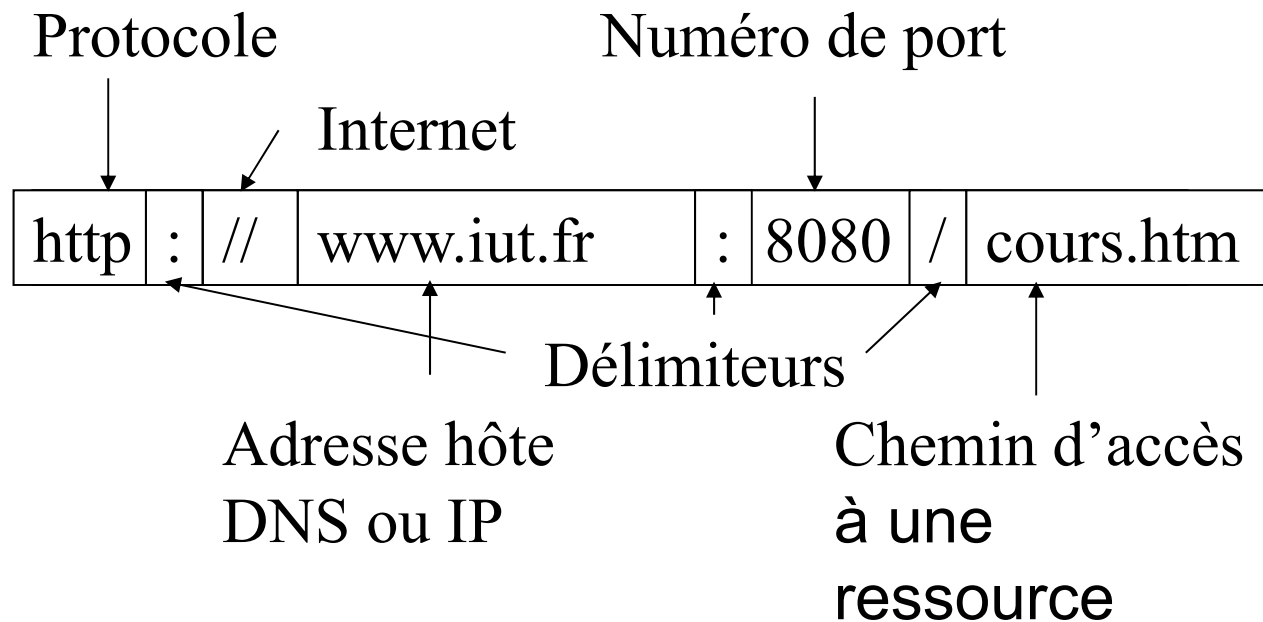 Protocole
Numéro de port
Internet
http : // www.iut.fr : 8080 / cours.htm
Délimiteurs
Adresse hôte
DNS ou IP
Chemin d’accès
à une
ressource